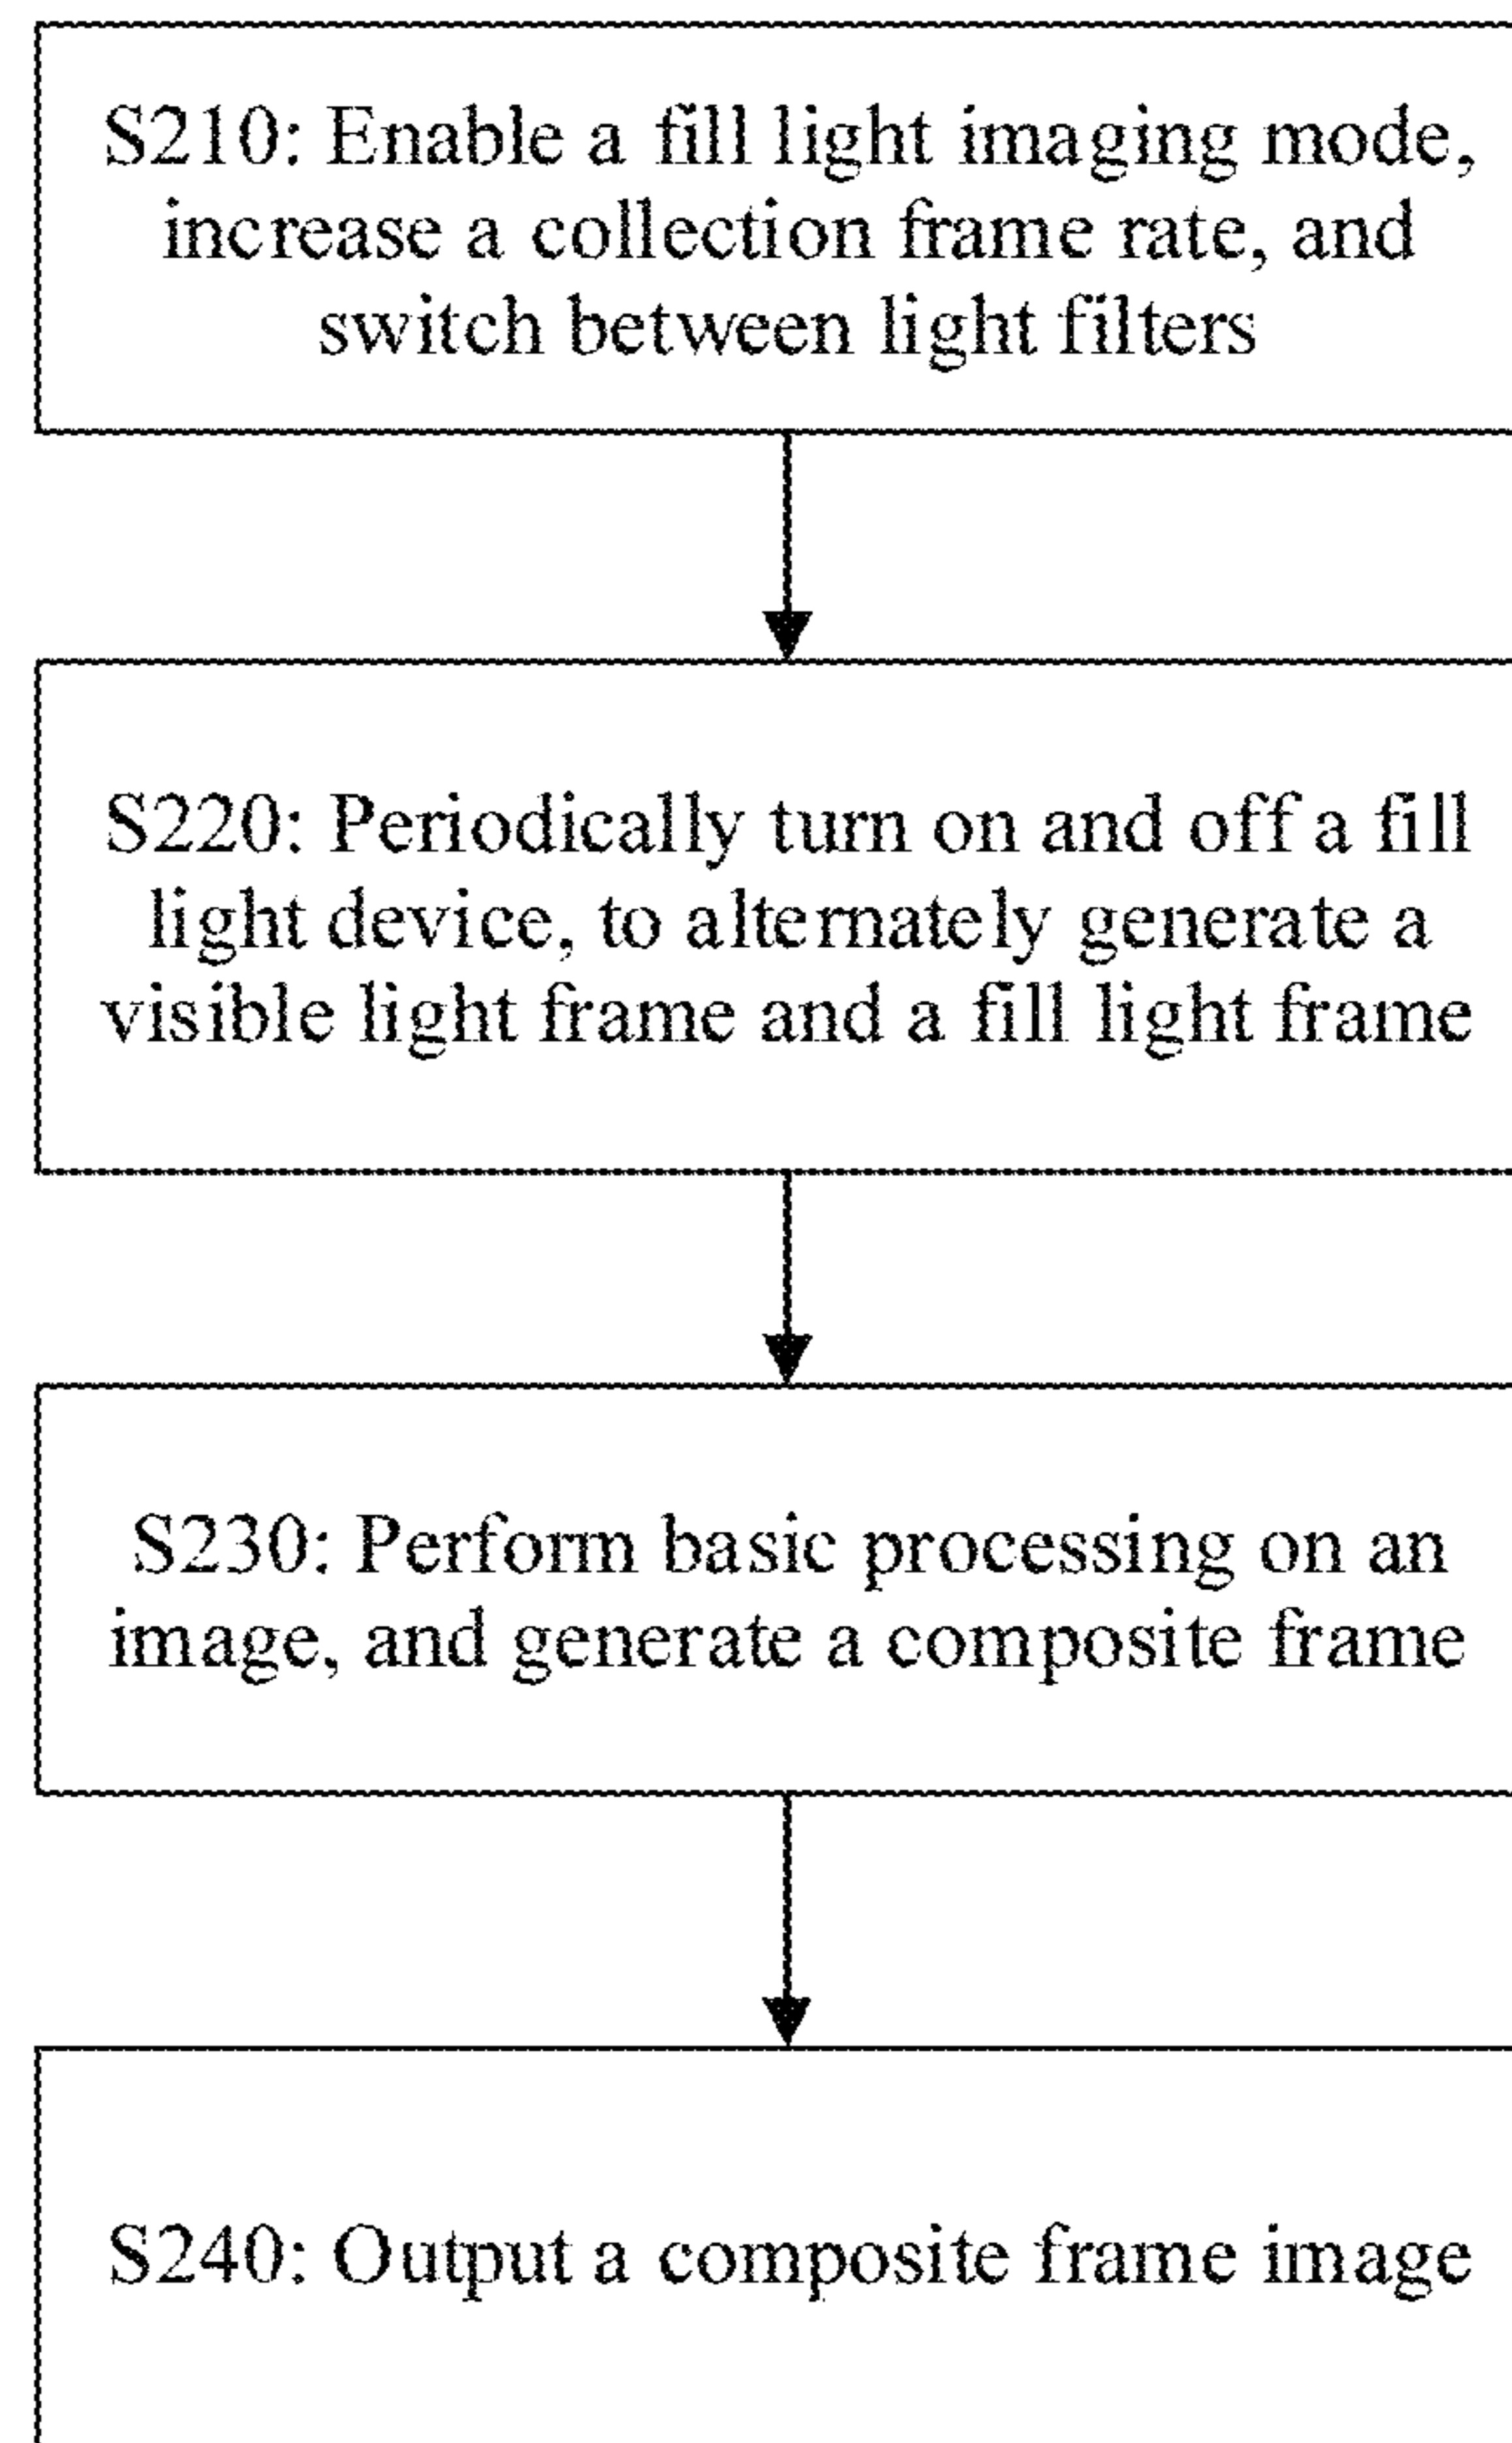 S210: Enable a fill light imaging mode,
increase a collection frame rate, and
switch between light filters
S220: Periodically turn on and off a fill
light device, to alternately generate a
visible light frame and a fill light frame
S230: Perform basic processing on an
image, and generate a composite frame
S240: Output a composite frame image